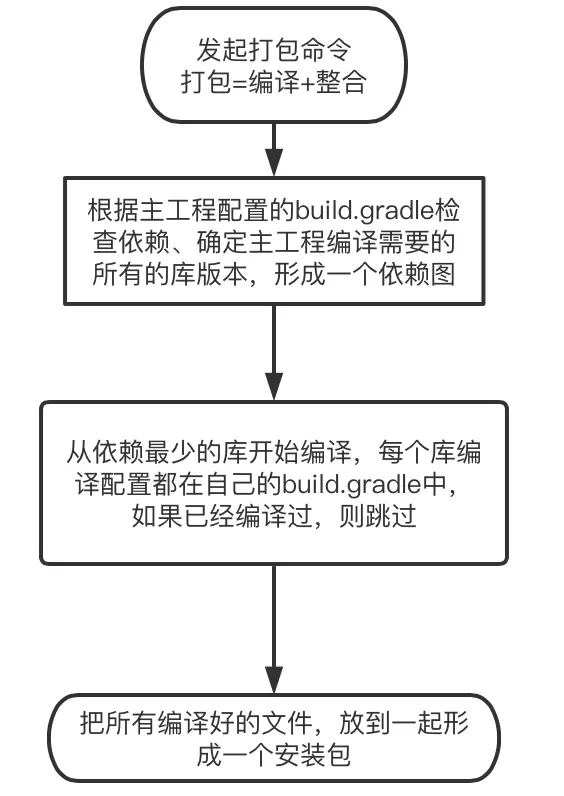 发起打包命令
打包=编译+整合
根据主工程配置的build.gradle检
查依赖、确定主工程编译需要的
所有的库版本，形成一个依赖图
从依赖最少的库开始编译，每个库编
译配置都在自己的build.gradle中，
如果已经编译过，则跳过
把所有编译好的文件，放到一起形
成一个安装包